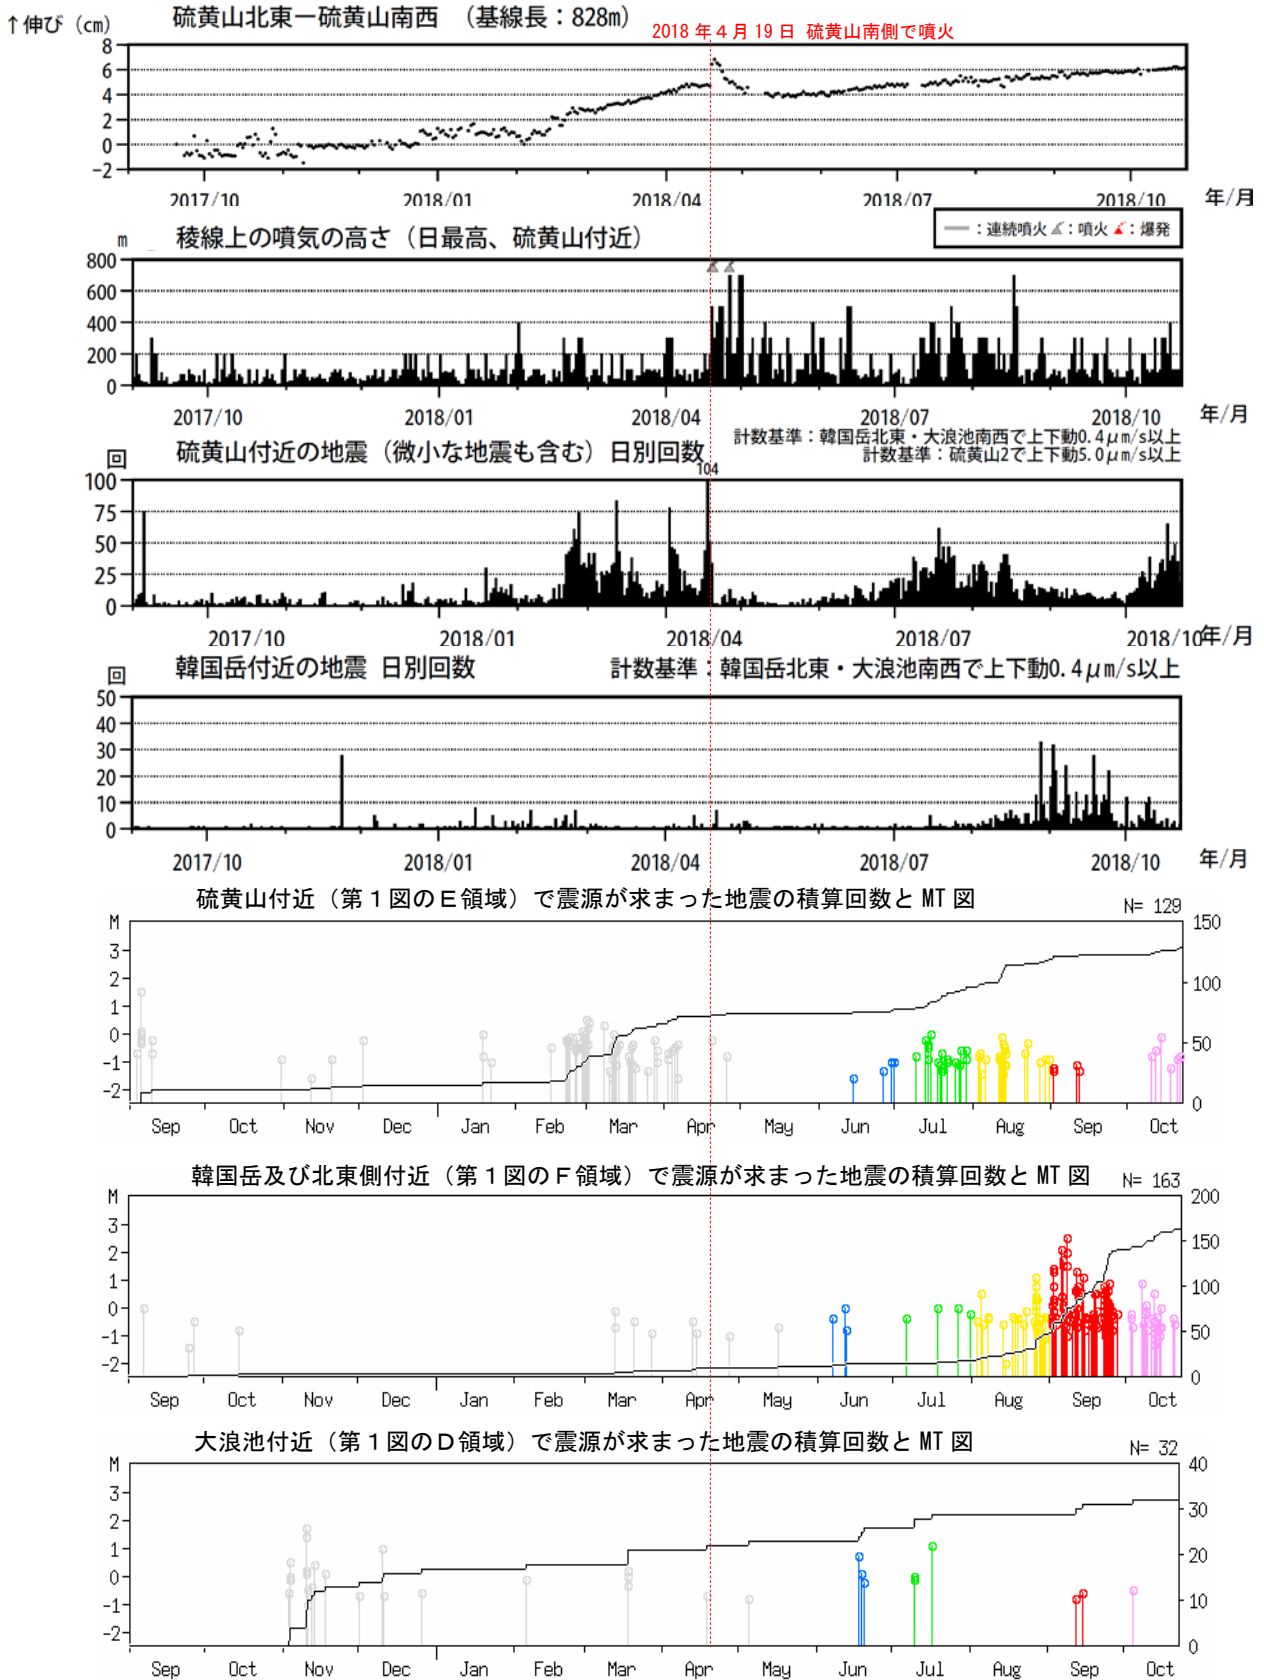 硫黄山北東－硫黄山南西　（基線長：828m）
↑伸び（cm）
2018年４月19日 硫黄山南側で噴火
8
6
4
2
0
−2
2017/10 2018/01 2018/04 2018/07 2018/10 年/月
m 稜線上の噴気の高さ（日最高、硫黄山付近）
：連続噴火 ：噴火 ：爆発
800
600
400
200
0
2017/10 2018/01 2018/04 2018/07 2018/10 年/月
計数基準：韓国岳北東・大浪池南西で上下動0.4μm/s以上
計数基準：硫黄山2で上下動5.0μm/s以上
回 硫黄山付近の地震（微小な地震も含む）日別回数
104
100
75
50
25
0
2017/10 2018/01 2018/04 2018/07 2018/10 年/月
回 韓国岳付近の地震 日別回数 計数基準：韓国岳北東・大浪池南西で上下動0.4μm/s以上
50
40
30
20
10
0
2017/10 2018/01 2018/04 2018/07 2018/10 年/月
硫黄山付近（第１図のＥ領域）で震源が求まった地震の積算回数とMT図
N= 129
M 150
3
2 100
1
0 50
-1
-2 0
Sep Oct Nov Dec Jan Feb Mar Apr May Jun Jul Aug Sep Oct
韓国岳及び北東側付近（第１図のＦ領域）で震源が求まった地震の積算回数とMT図
N= 163
M 200
3 150
2
1 100
0
-1 50
-2 0
Sep Oct Nov Dec Jan Feb Mar Apr May Jun Jul Aug Sep Oct
大浪池付近（第１図のＤ領域）で震源が求まった地震の積算回数とMT図
N= 32
M 40
3
2 30
1
0 20
-1 10
-2 0
Sep Oct Nov Dec Jan Feb Mar Apr May Jun Jul Aug Sep Oct